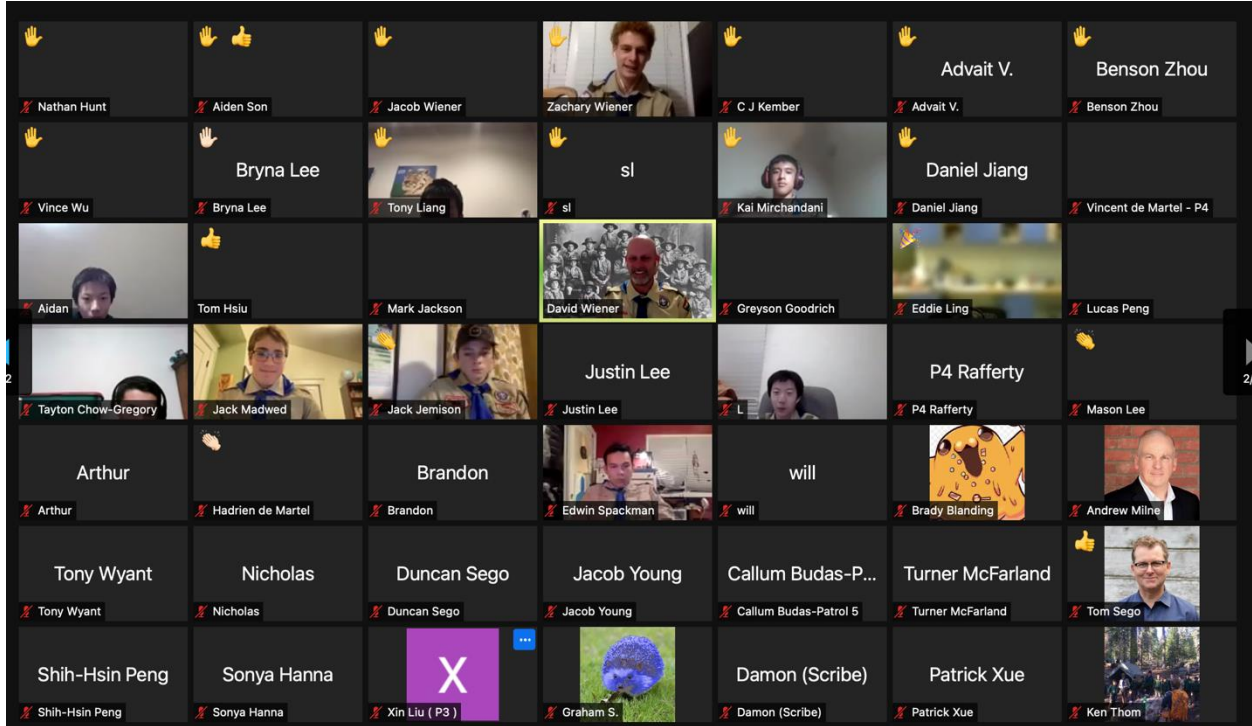 Nathan Hunt
Aiden Son
Jacob Wiener
Zachary Wiener
C J Kember
Advait V.
Advait V.
Benson Zhou
Benson Zhou
Vince Wu
Bryna Lee
Bryna Lee
Tony Liang
sl
sl
Kai Mirchandani
Daniel Jiang
Daniel Jiang
Vincent de Martel - P4
Aidan
Tom Hsiu
Mark Jackson
David Wiener
Greyson Goodrich
Eddie Ling
Lucas Peng
2
Tayton Chow-Gregory
Jack Madwed
Jack Jemison
Justin Lee
Justin Lee
L
P4 Rafferty
P4 Rafferty
Mason Lee
2/
Arthur
Arthur
Hadrien de Martel
Brandon
Brandon
Edwin Spackman
will
will
Brady Blanding
Andrew Milne
Tony Wyant
Tony Wyant
Nicholas
Nicholas
Duncan Sego
Duncan Sego
Jacob Young
Jacob Young
Callum Budas-P...
Callum Budas-Patrol 5
Turner McFarland
Turner McFarland
Tom Sego
Shih-Hsin Peng
Shih-Hsin Peng
Sonya Hanna
Sonya Hanna
X
Xin Liu ( P3 )
Graham S.
Damon (Scribe)
Damon (Scribe)
Patrick Xue
Patrick Xue
Ken Thom